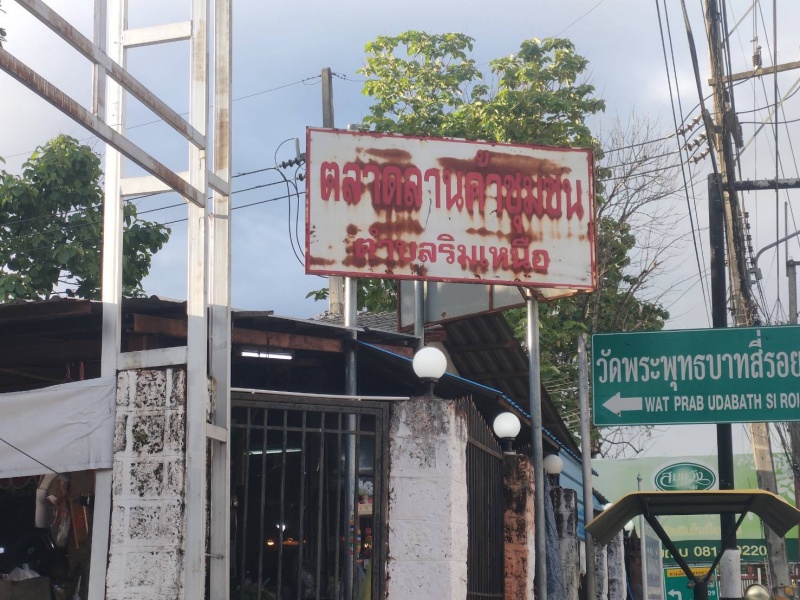 ตลาดลานค้าชุมชน
ตำบลริมเหนือ
วัดพระพุทธบาทสี่รอย
WAT PRAB UDABATH SI ROI